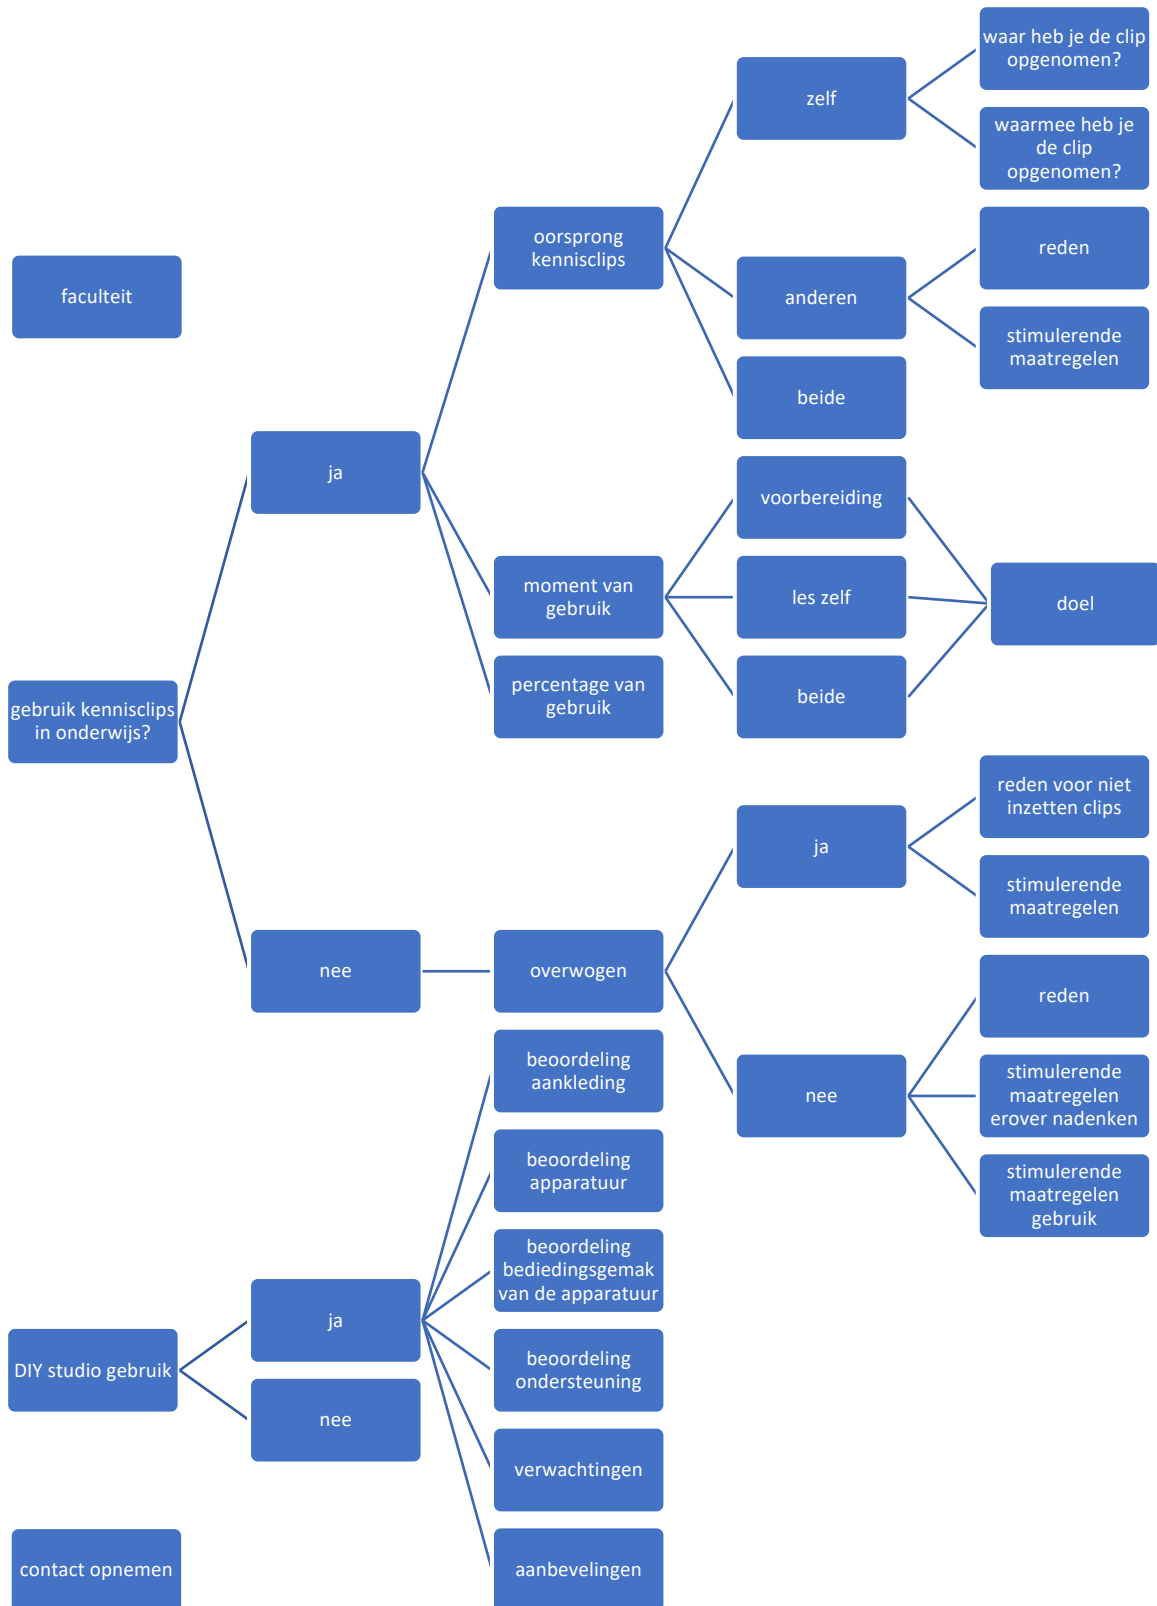 waar heb je de clip
opgenomen?
zelf
waarmee heb je
de clip
opgenomen?
oorsprong
kennisclips
reden
faculteit
anderen
stimulerende
maatregelen
beide
ja
voorbereiding
moment van
gebruik
les zelf
doel
percentage van
gebruik
beide
gebruik kennisclips
in onderwijs?
reden voor niet
inzetten clips
ja
stimulerende
maatregelen
nee
overwogen
reden
beoordeling
aankleding
nee
stimulerende
maatregelen
erover nadenken
beoordeling
apparatuur
stimulerende
maatregelen
gebruik
beoordeling
bediedingsgemak
van de apparatuur
ja
DIY studio gebruik
beoordeling
ondersteuning
nee
verwachtingen
contact opnemen
aanbevelingen